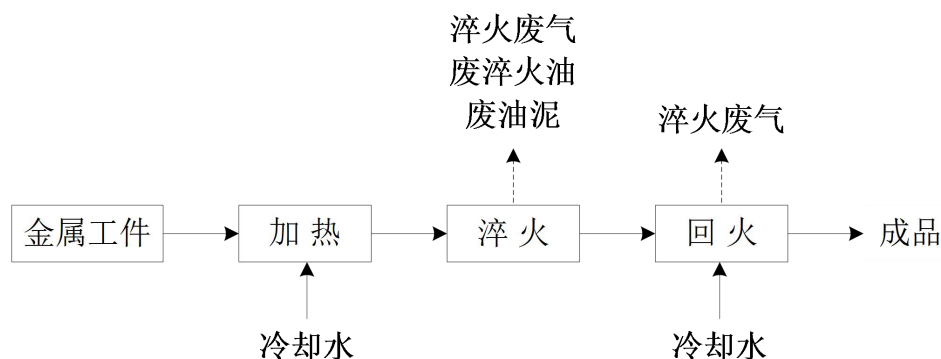 淬火废气
废淬火油
废油泥
淬火废气
金属工件
加热
淬火
回火
成品
冷却水
冷却水